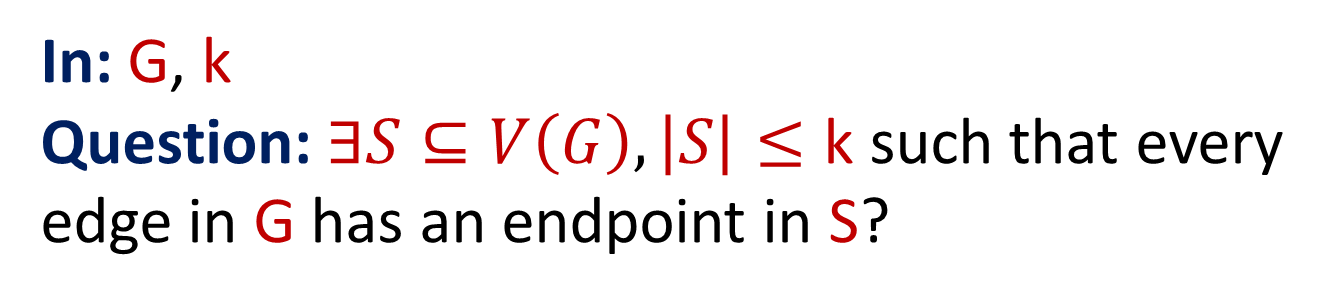 In: G, k
Question: ∃S ⊆ V(G), |S| ≤ k such that every
edge in G has an endpoint in S?